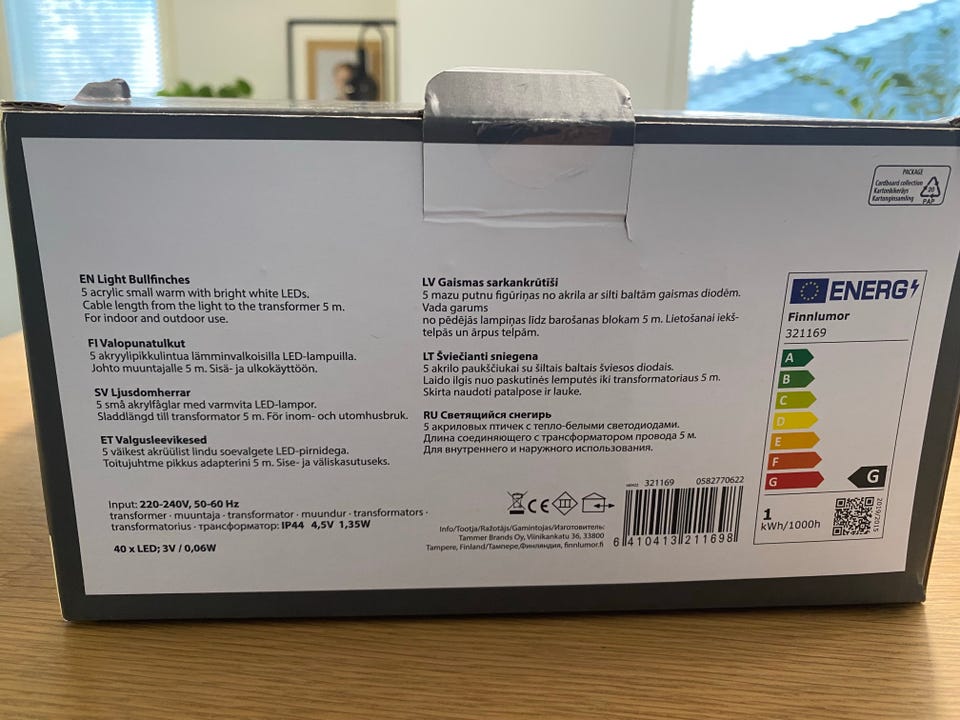 PACKAGE
Cardboard collection
Kartonkikeräys
Kartonginsamling
20
PAP
EN Light Bullfinches
5 acrylic small warm with bright white LEDs.
Cable length from the light to the transformer 5 m.
For indoor and outdoor use.
FI Valopunatulkut
5 akryylipikkulintua lämminvalkoisilla LED-lampuilla.
Johto muuntajalle 5 m. Sisä- ja ulkokäyttöön.
SV Ljusdomherrar
5 små akrylfåglar med varmvita LED-lampor.
Sladdlängd till transformator 5 m. För inom- och utomhusbruk.
ET Valgusleevikesed
5 väikest akrüülist lindu soevalgete LED-pirnidega.
Toitujuhtme pikkus adapterini 5 m. Sise- ja väliskasutuseks.
Input: 220-240V, 50-60 Hz
transformer · muuntaja · transformator · muundur · transformators ·
transformatorius · трансформатор: IP44 4,5V 1,35W
40 x LED; 3V / 0,06W
LV Gaismas sarkankrūtīši
5 mazu putnu figūriņas no akrila ar silti baltām gaismas diodēm.
Vada garums
no pēdējās lampiņas līdz barošanas blokam 5 m. Lietošanai iekš-
telpās un ārpus telpām.
LT Šviečianti sniegena
5 akrilo paukščiukai su šiltais baltais šviesos diodais.
Laido ilgis nuo paskutinės lemputės iki transformatoriaus 5 m.
Skirta naudoti patalpose ir lauke.
RU Светящийся снегирь
5 акриловых птичек с тепло-белыми светодиодами.
Длина соединяющего с трансформатором провода 5 м.
Для внутреннего и наружного использования.
CE
Info/Tootja/Ražotājs/Gamintojas/Изготовитель:
Tammer Brands Oy, Viinikankatu 36, 33800
Tampere, Finland/Тампере,Финляндия, finnlumor.fi
321169 0582770622
6 410413 211698
ENERG
Finnlumor
321169
A
B
C
D
E
F
G
G
1
kWh/1000h
2019/2015